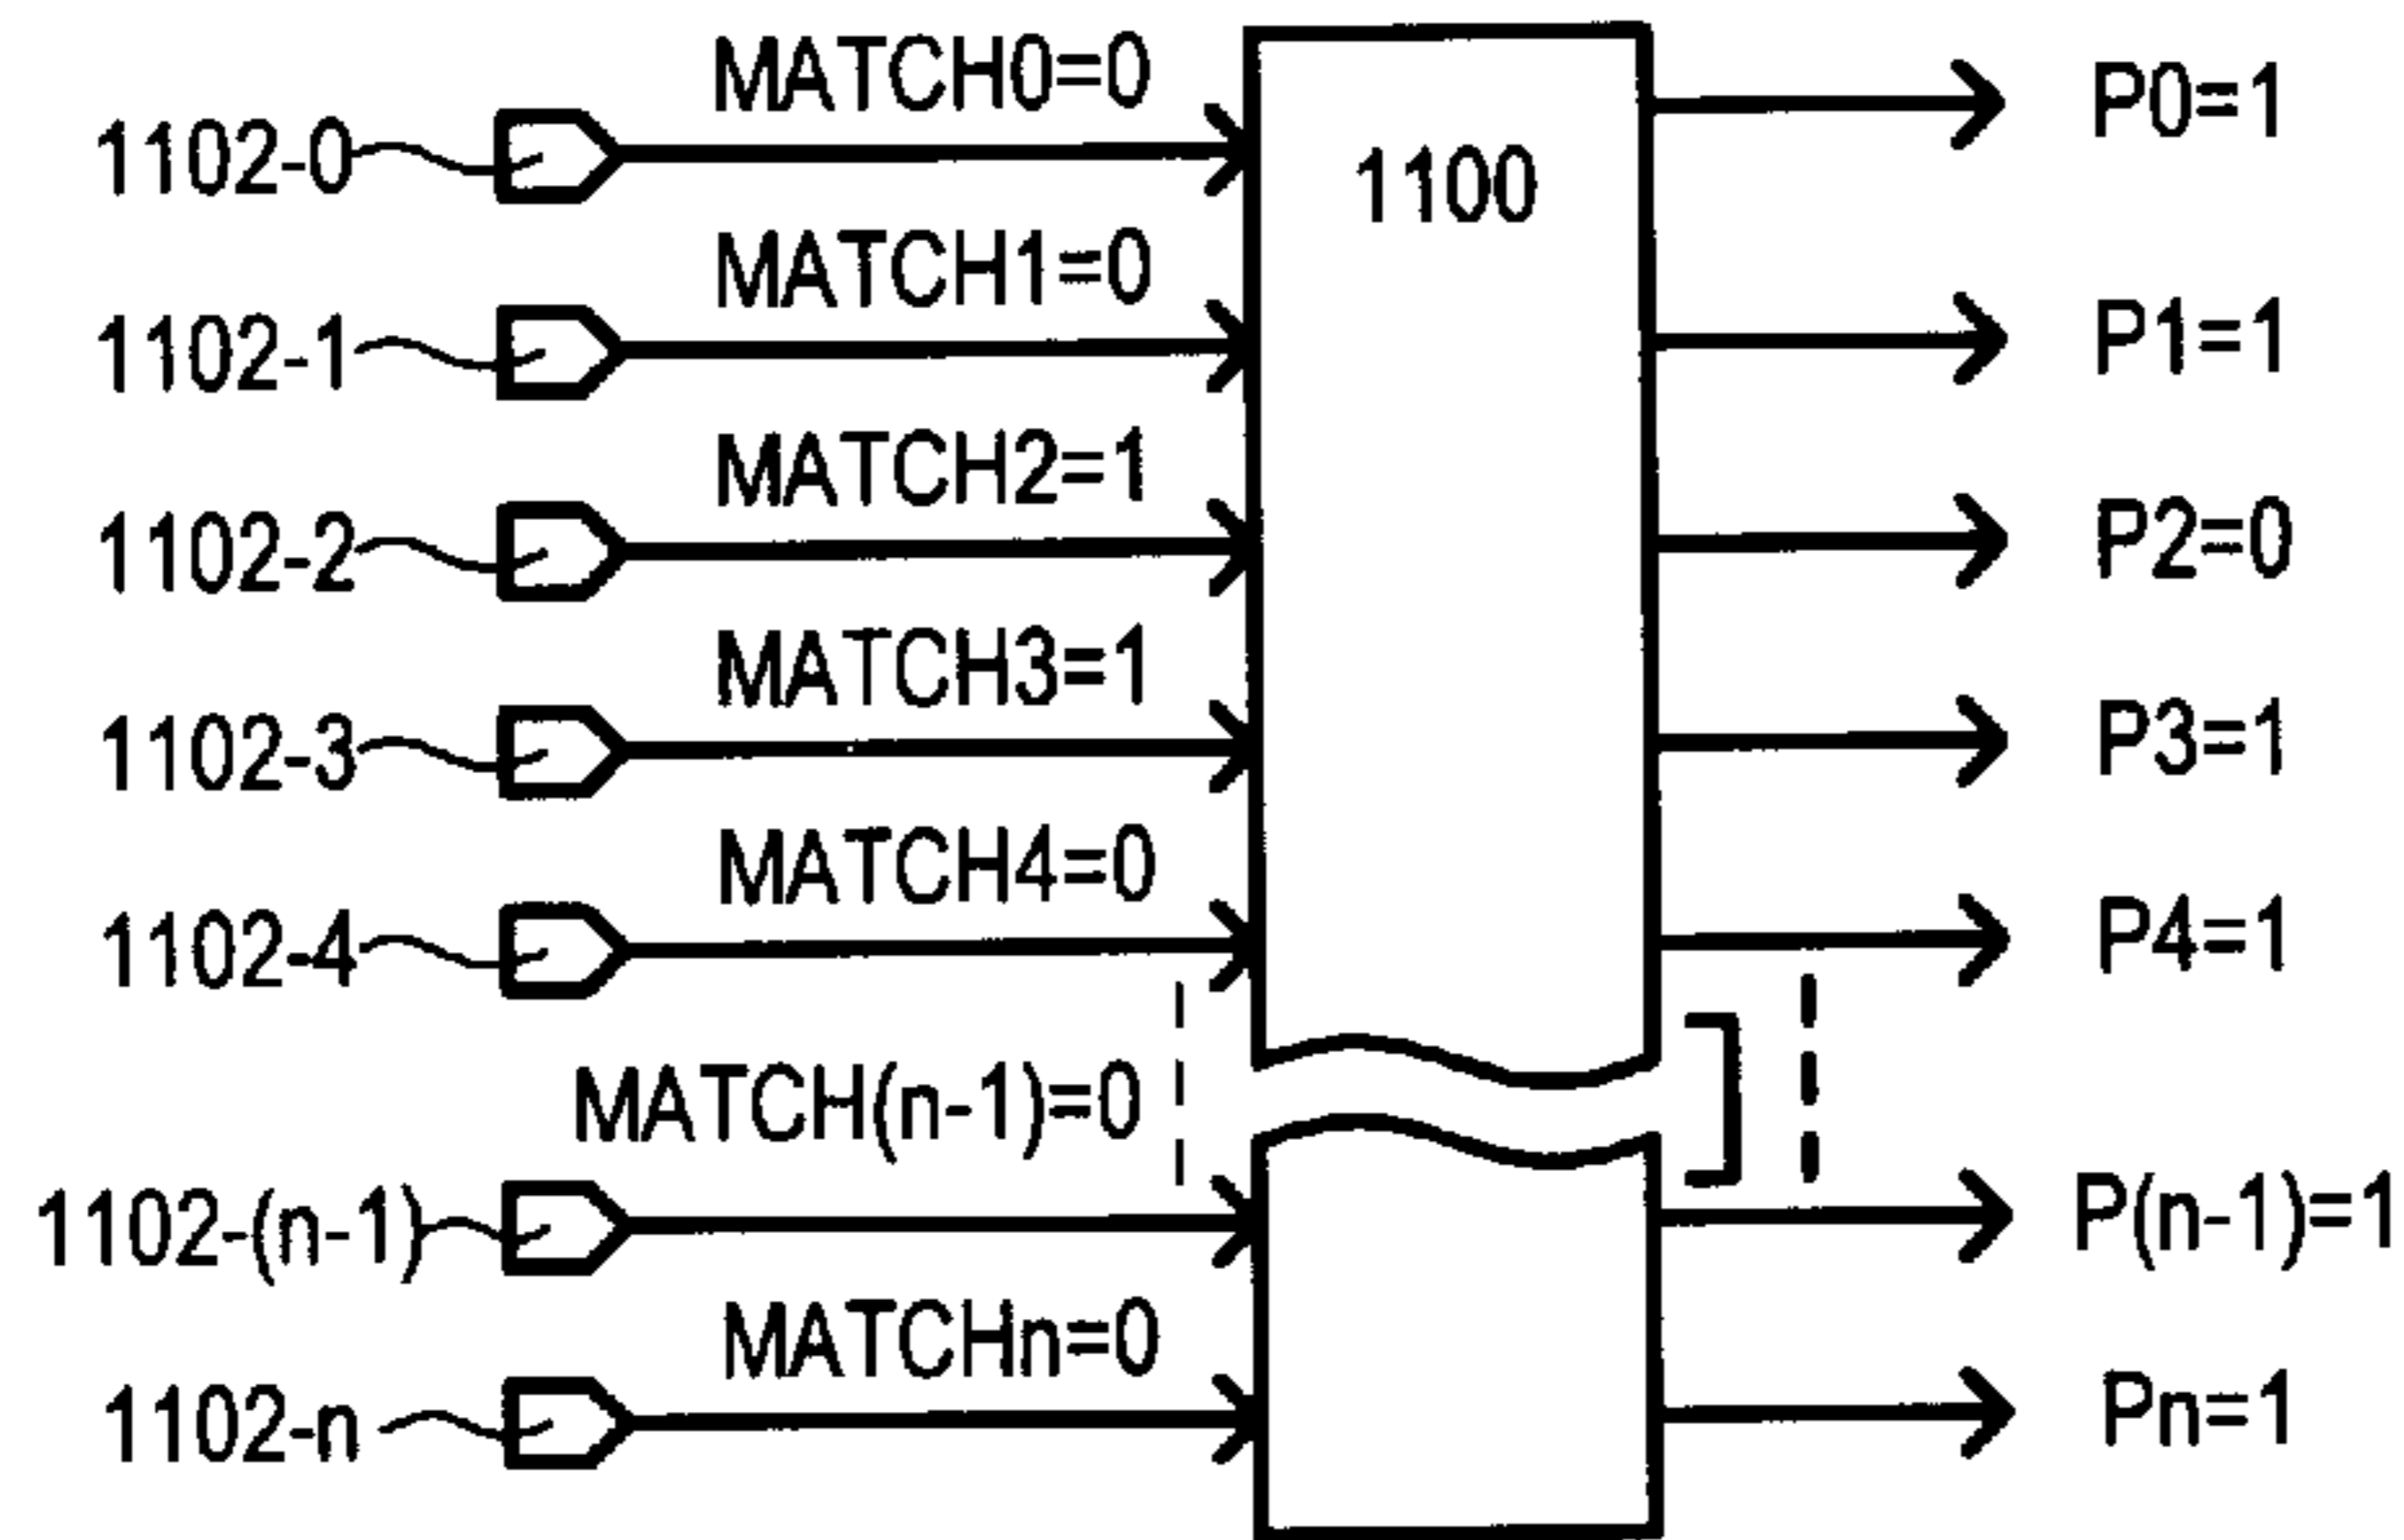 MATCH0=0
1102-0
1100
P0=1
MATCH1=0
1102-1
P1=1
MATCH2=1
1102-2
P2=0
MATCH3=1
1102-3
P3=1
MATCH4=0
1102-4
P4=1
MATCH(n-1)=0
1102-(n-1)
P(n-1)=1
MATCHn=0
1102-n
Pn=1